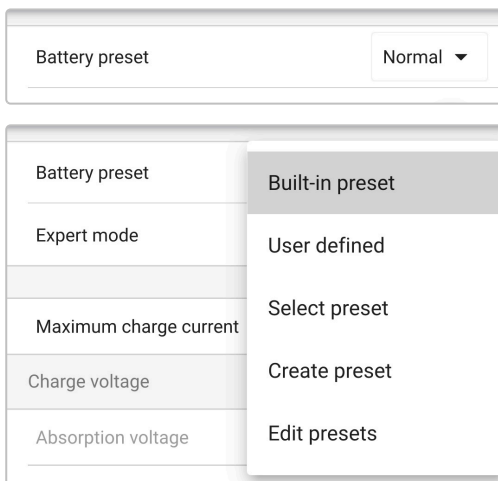 Battery preset Normal
Battery preset
Built-in preset
Expert mode
User defined
Select preset
Maximum charge current
Create preset
Charge voltage
Edit presets
Absorption voltage